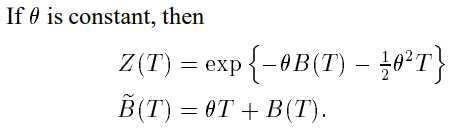 If θ is constant, then
Z(T) = exp {−θB(T) − ½θ²T}
B̃(T) = θT + B(T).